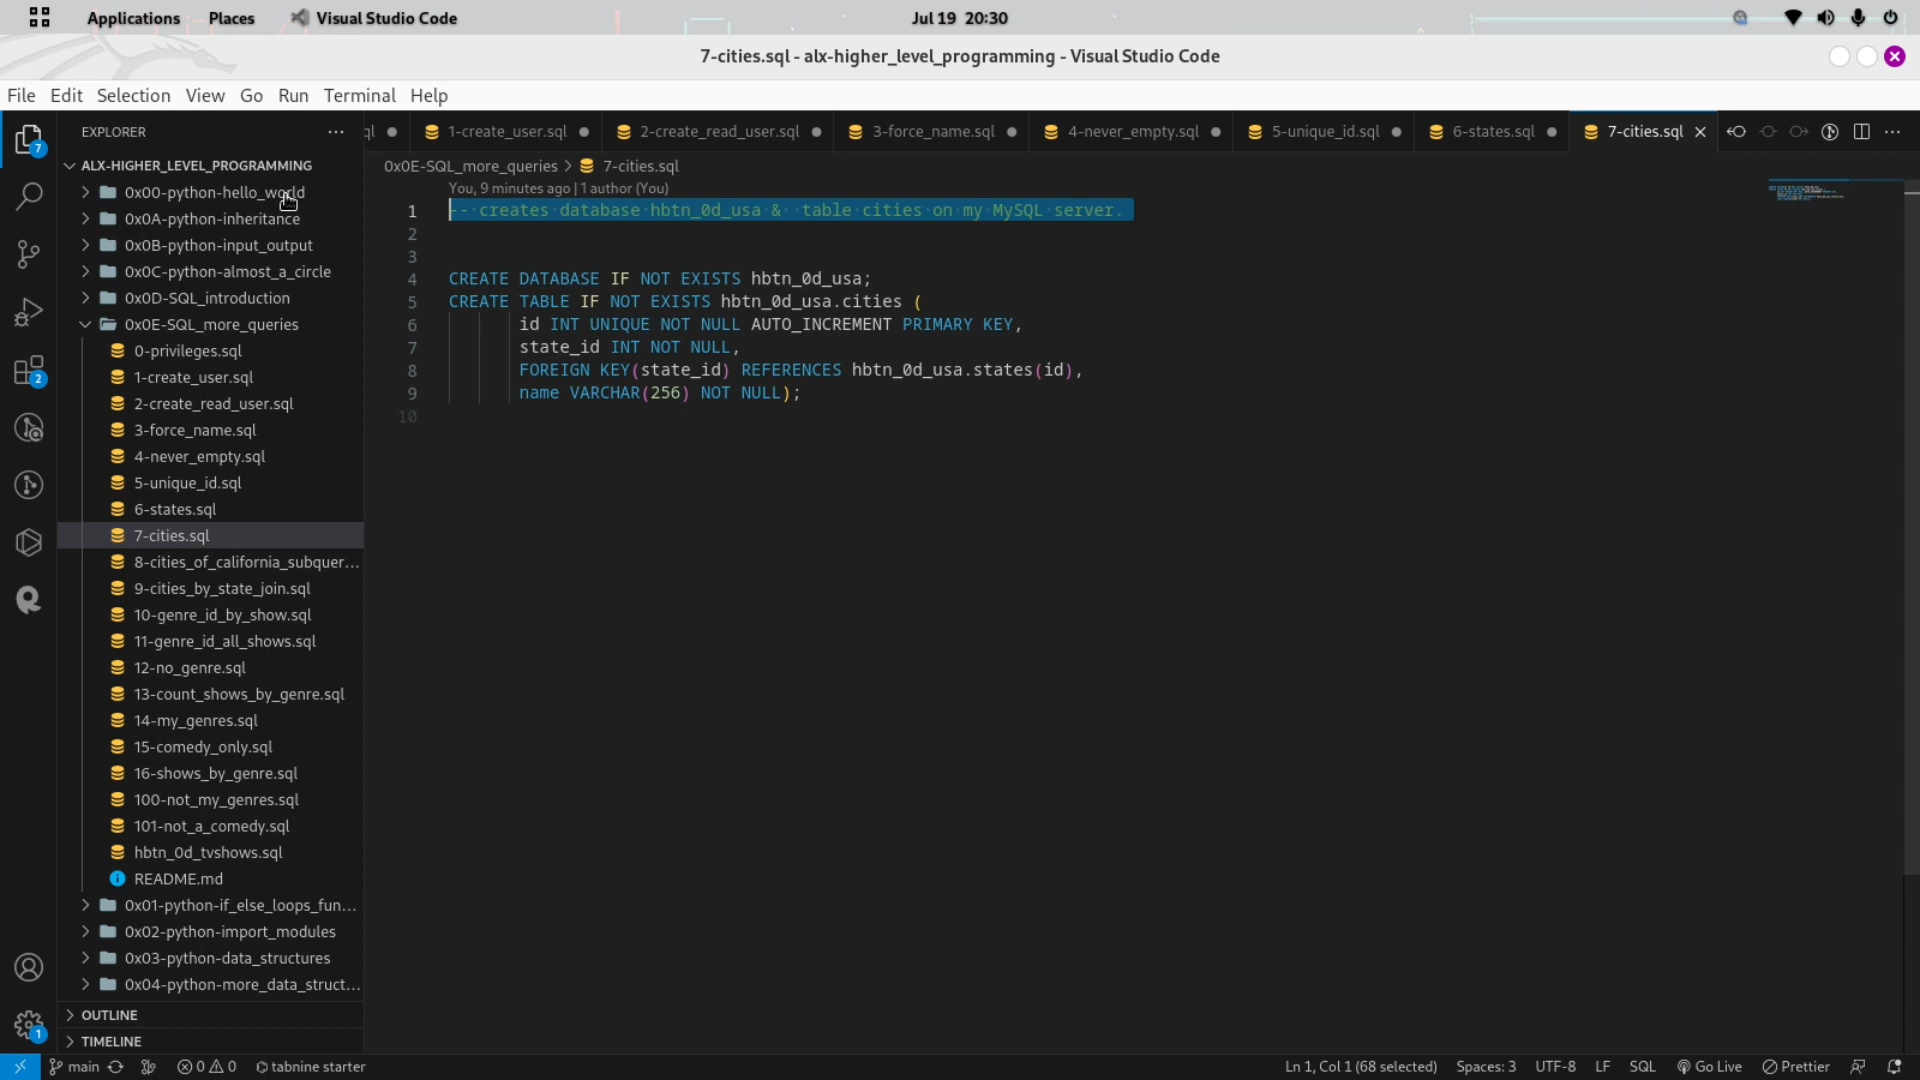 Applications Places Visual Studio Code Jul 19 20:30
7-cities.sql - alx-higher_level_programming - Visual Studio Code
File Edit Selection View Go Run Terminal Help
EXPLORER
7
ALX-HIGHER_LEVEL_PROGRAMMING
0x00-python-hello_world
0x0A-python-inheritance
0x0B-python-input_output
0x0C-python-almost_a_circle
0x0D-SQL_introduction
0x0E-SQL_more_queries
0-privileges.sql
1-create_user.sql
2
2-create_read_user.sql
3-force_name.sql
4-never_empty.sql
5-unique_id.sql
6-states.sql
7-cities.sql
8-cities_of_california_subquer...
9-cities_by_state_join.sql
10-genre_id_by_show.sql
11-genre_id_all_shows.sql
12-no_genre.sql
13-count_shows_by_genre.sql
14-my_genres.sql
15-comedy_only.sql
16-shows_by_genre.sql
100-not_my_genres.sql
101-not_a_comedy.sql
hbtn_0d_tvshows.sql
README.md
0x01-python-if_else_loops_fun...
0x02-python-import_modules
0x03-python-data_structures
0x04-python-more_data_struct...
OUTLINE
1
TIMELINE
ql 1-create_user.sql 2-create_read_user.sql 3-force_name.sql 4-never_empty.sql 5-unique_id.sql 6-states.sql 7-cities.sql
0x0E-SQL_more_queries > 7-cities.sql
You, 9 minutes ago | 1 author (You)
1 -- creates database hbtn_0d_usa & table cities on my MySQL server.
2
3
4 CREATE DATABASE IF NOT EXISTS hbtn_0d_usa;
5 CREATE TABLE IF NOT EXISTS hbtn_0d_usa.cities (
6 id INT UNIQUE NOT NULL AUTO_INCREMENT PRIMARY KEY,
7 state_id INT NOT NULL,
8 FOREIGN KEY(state_id) REFERENCES hbtn_0d_usa.states(id),
9 name VARCHAR(256) NOT NULL);
10
main 0 0 tabnine starter Ln 1, Col 1 (68 selected) Spaces: 3 UTF-8 LF SQL Go Live Prettier